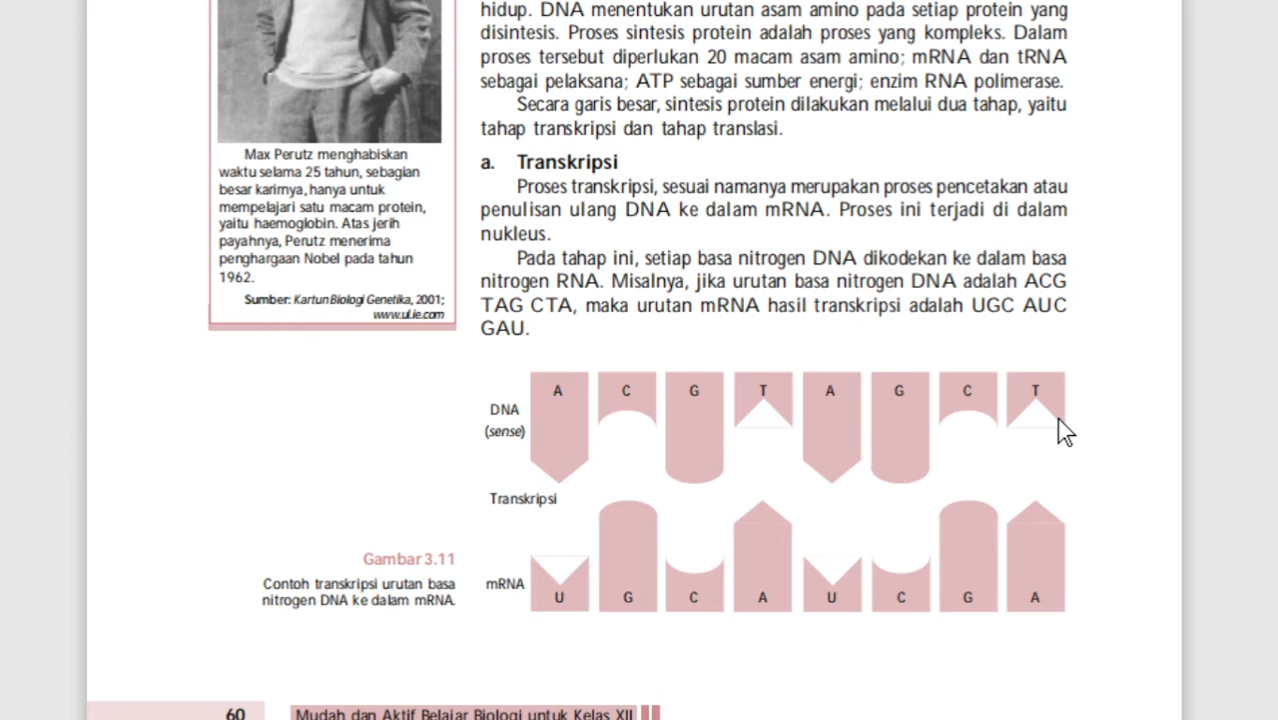 hidup. DNA menentukan urutan asam amino pada setiap protein yang
disintesis. Proses sintesis protein adalah proses yang kompleks. Dalam
proses tersebut diperlukan 20 macam asam amino; mRNA dan tRNA
sebagai pelaksana; ATP sebagai sumber energi; enzim RNA polimerase.
Secara garis besar, sintesis protein dilakukan melalui dua tahap, yaitu
tahap transkripsi dan tahap translasi.
a. Transkripsi
Proses transkripsi, sesuai namanya merupakan proses pencetakan atau
penulisan ulang DNA ke dalam mRNA. Proses ini terjadi di dalam
nukleus.
Pada tahap ini, setiap basa nitrogen DNA dikodekan ke dalam basa
nitrogen RNA. Misalnya, jika urutan basa nitrogen DNA adalah ACG
TAG CTA, maka urutan mRNA hasil transkripsi adalah UGC AUC
GAU.
Max Perutz menghabiskan
waktu selama 25 tahun, sebagian
besar karirnya, hanya untuk
mempelajari satu macam protein,
yaitu haemoglobin. Atas jerih
payahnya, Perutz menerima
penghargaan Nobel pada tahun
1962.
Sumber: Kartun Biologi Genetika, 2001;
www.ul.ie.com
A C G T A G C T
DNA
(sense)
Transkripsi
mRNA
U G C A U C G A
Gambar 3.11
Contoh transkripsi urutan basa
nitrogen DNA ke dalam mRNA.
60 Mudah dan Aktif Belajar Biologi untuk Kelas XII